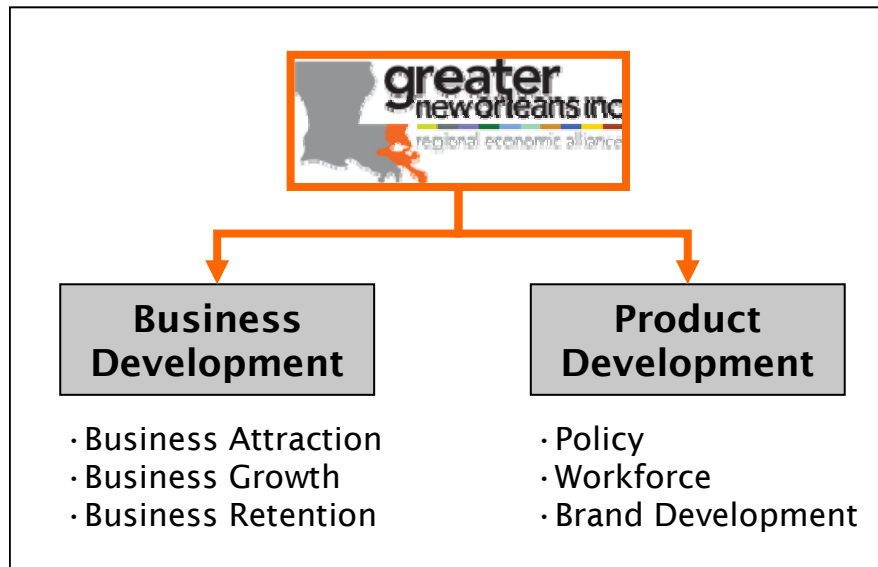 greater
new orleans inc
regional economic alliance
Business
Development
· Business Attraction
· Business Growth
· Business Retention
Product
Development
· Policy
· Workforce
· Brand Development